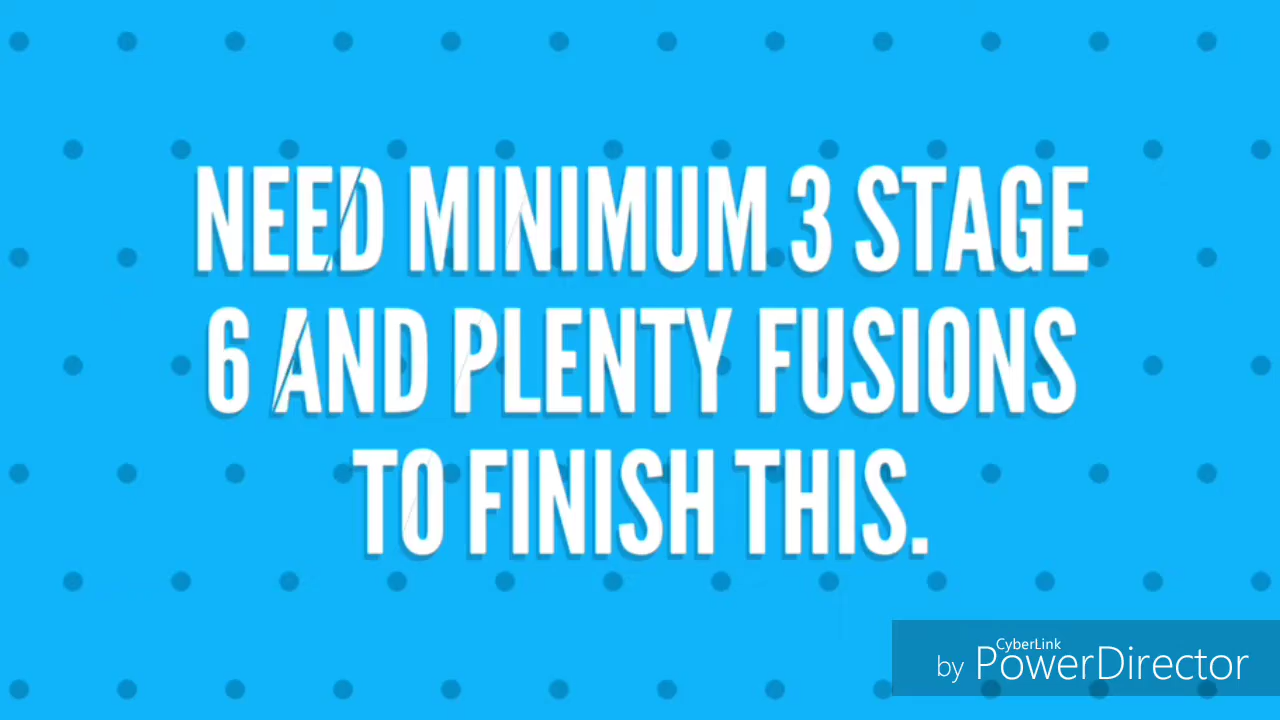 NEED MINIMUM 3 STAGE
6 AND PLENTY FUSIONS
TO FINISH THIS.
CyberLink
by PowerDirector